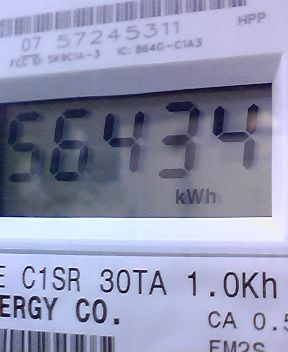 HPP
07 57245311
FCC ID: SK9C1A-3 IC: 864G-C1A3
56434
kWh
E C1SR 30TA 1.0Kh
ERGY CO.
CA 0.5
FM2S